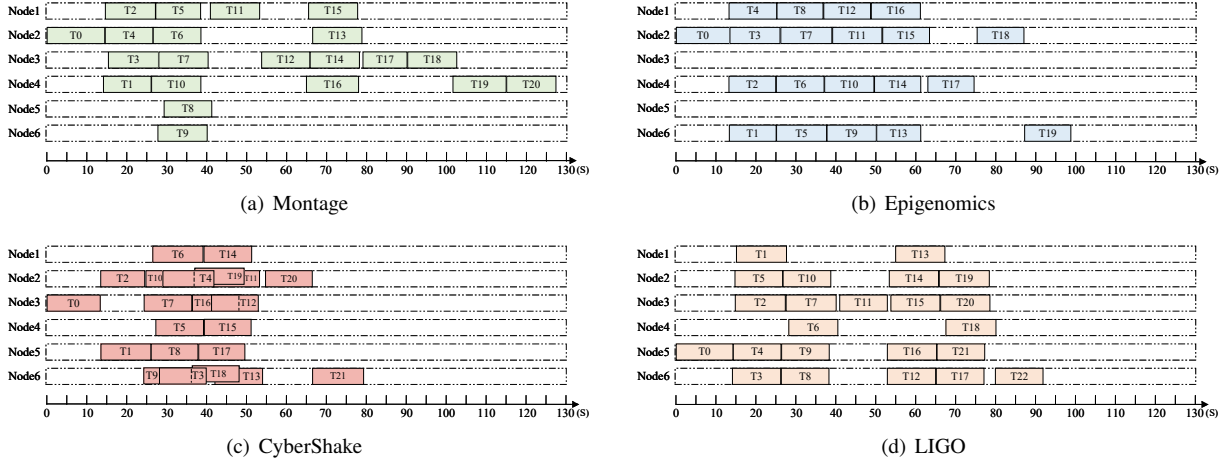 Node1 T2 T5 T11 T15
Node2 T0 T4 T6 T13
Node3 T3 T7 T12 T14 T17 T18
Node4 T1 T10 T16 T19 T20
Node5 T8
Node6 T9
0 10 20 30 40 50 60 70 80 90 100 110 120 130 (S)
(a) Montage
Node1 T4 T8 T12 T16
Node2 T0 T3 T7 T11 T15 T18
Node3
Node4 T2 T6 T10 T14 T17
Node5
Node6 T1 T5 T9 T13 T19
0 10 20 30 40 50 60 70 80 90 100 110 120 130 (S)
(b) Epigenomics
Node1 T6 T14
Node2 T2 T10 T4 T19 T11 T20
Node3 T0 T7 T16 T12
Node4 T5 T15
Node5 T1 T8 T17
Node6 T9 T3 T18 T13 T21
0 10 20 30 40 50 60 70 80 90 100 110 120 130 (S)
(c) CyberShake
Node1 T1 T13
Node2 T5 T10 T14 T19
Node3 T2 T7 T11 T15 T20
Node4 T6 T18
Node5 T0 T4 T9 T16 T21
Node6 T3 T8 T12 T17 T22
0 10 20 30 40 50 60 70 80 90 100 110 120 130 (S)
(d) LIGO